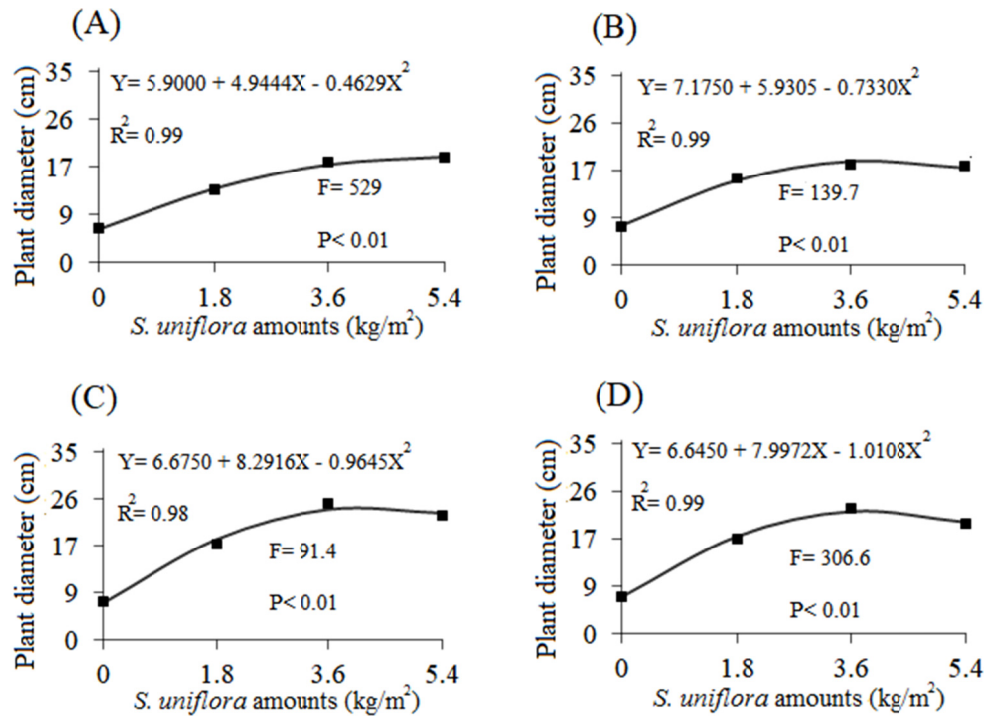 (A)
Plant diameter (cm)
35
26
17
9
0
Y= 5.9000 + 4.9444X - 0.4629X²
R²= 0.99
F= 529
P< 0.01
0 1.8 3.6 5.4
S. uniflora amounts (kg/m²)
(B)
Plant diameter (cm)
35
26
17
9
0
Y= 7.1750 + 5.9305 - 0.7330X²
R²= 0.99
F= 139.7
P< 0.01
0 1.8 3.6 5.4
S. uniflora amounts (kg/m²)
(C)
Plant diameter (cm)
35
26
17
9
0
Y= 6.6750 + 8.2916X - 0.9645X²
R²= 0.98
F= 91.4
P< 0.01
0 1.8 3.6 5.4
S. uniflora amounts (kg/m²)
(D)
Plant diameter (cm)
35
26
17
9
0
Y= 6.6450 + 7.9972X - 1.0108X²
R²= 0.99
F= 306.6
P< 0.01
0 1.8 3.6 5.4
S. uniflora amounts (kg/m²)